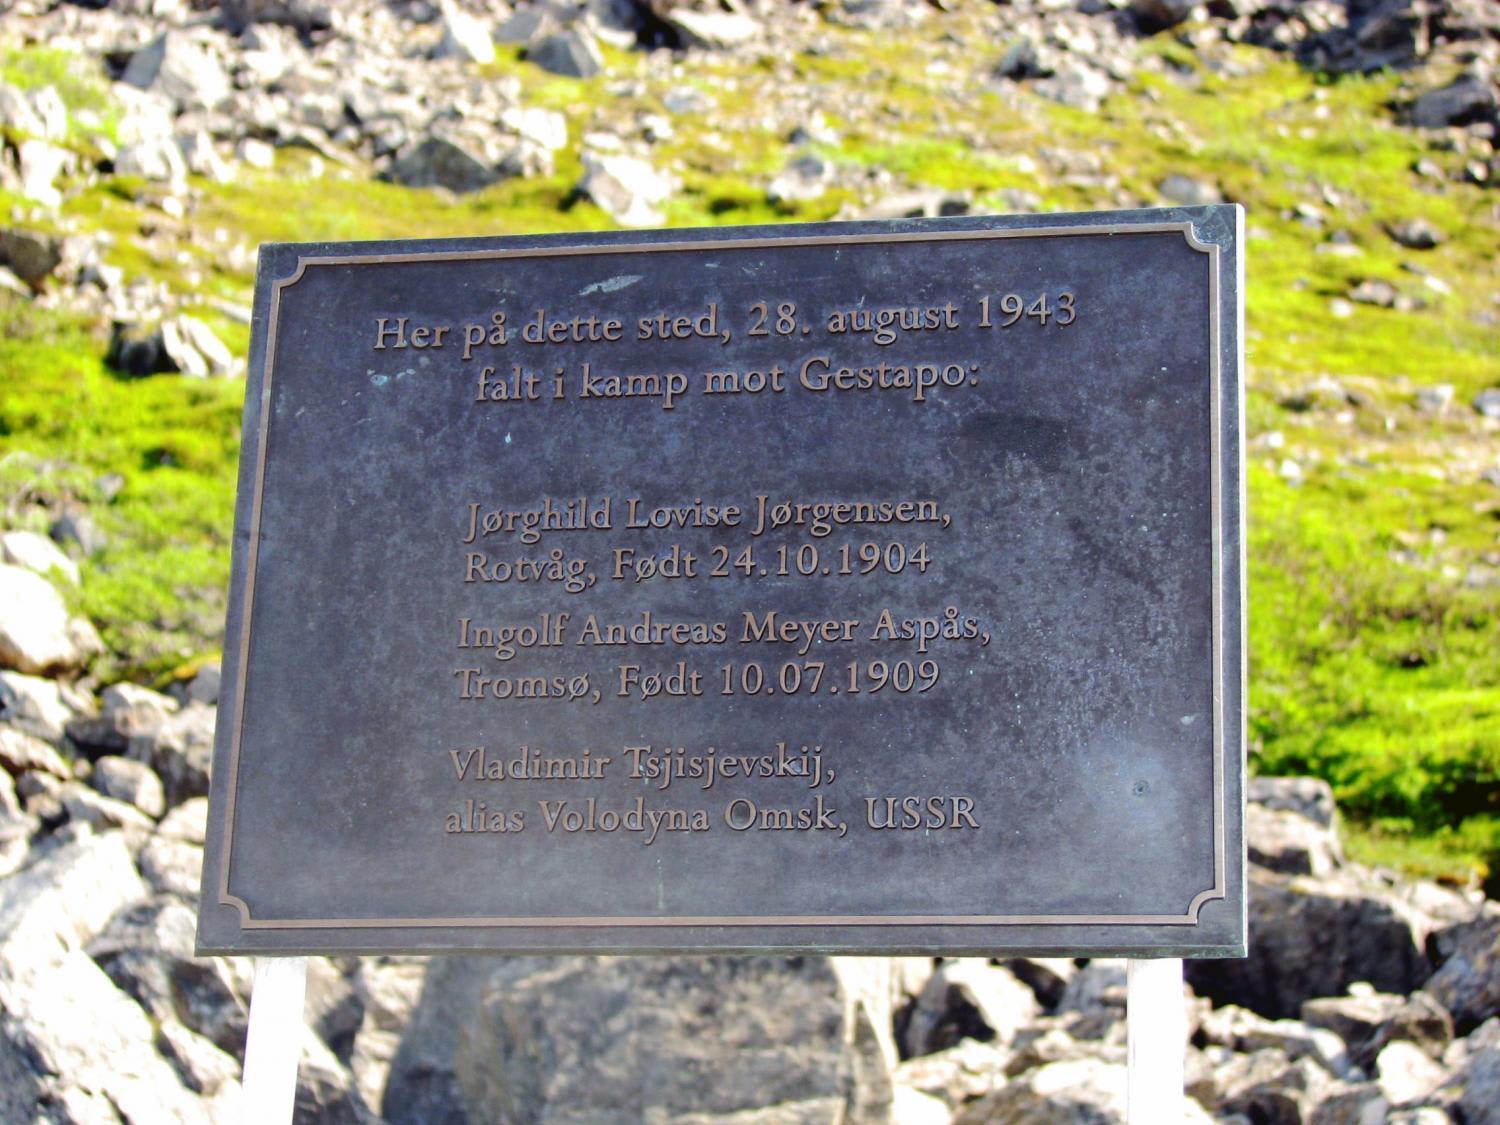 Her på dette sted, 28. august 1943
falt i kamp mot Gestapo:
Jørghild Lovise Jørgensen,
Rotvåg, Født 24.10.1904
Ingolf Andreas Meyer Aspås,
Tromsø, Født 10.07.1909
Vladimir Tsjisjevskij,
alias Volodyna Omsk, USSR